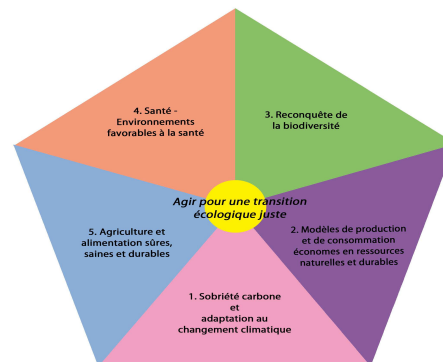 4. Santé -
Environnements
favorables à la santé
3. Reconquête de
la biodiversité
Agir pour une transition
écologique juste
5. Agriculture et
alimentation sûres,
saines et durables
2. Modèles de production
et de consommation
économes en ressources
naturelles et durables
1. Sobriété carbone
et
adaptation au
changement climatique